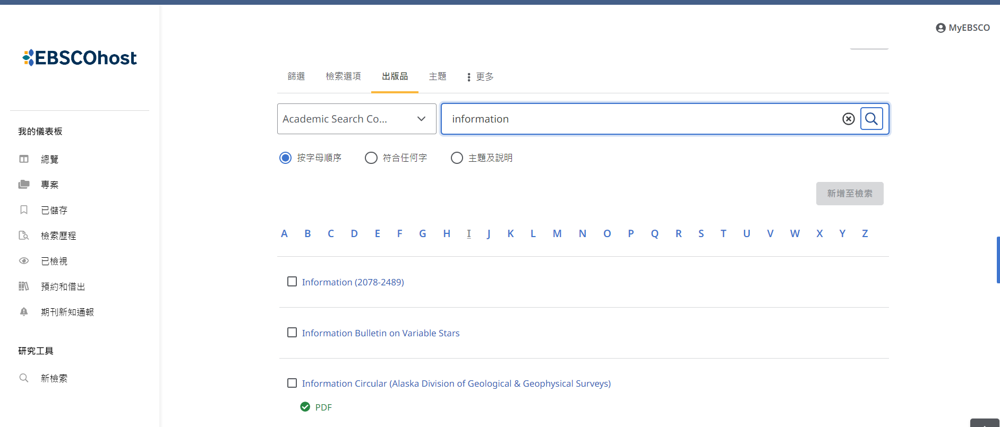 MyEBSCO
EBSCOhost
我的儀表板
總覽
專案
已儲存
檢索歷程
已檢視
預約和借出
期刊新知通報
研究工具
新檢索
篩選 檢索選項 出版品 主題 更多
Academic Search Co... information
按字母順序 符合任何字 主題及說明
新增至檢索
A B C D E F G H I J K L M N O P Q R S T U V W X Y Z
Information (2078-2489)
Information Bulletin on Variable Stars
Information Circular (Alaska Division of Geological & Geophysical Surveys)
PDF